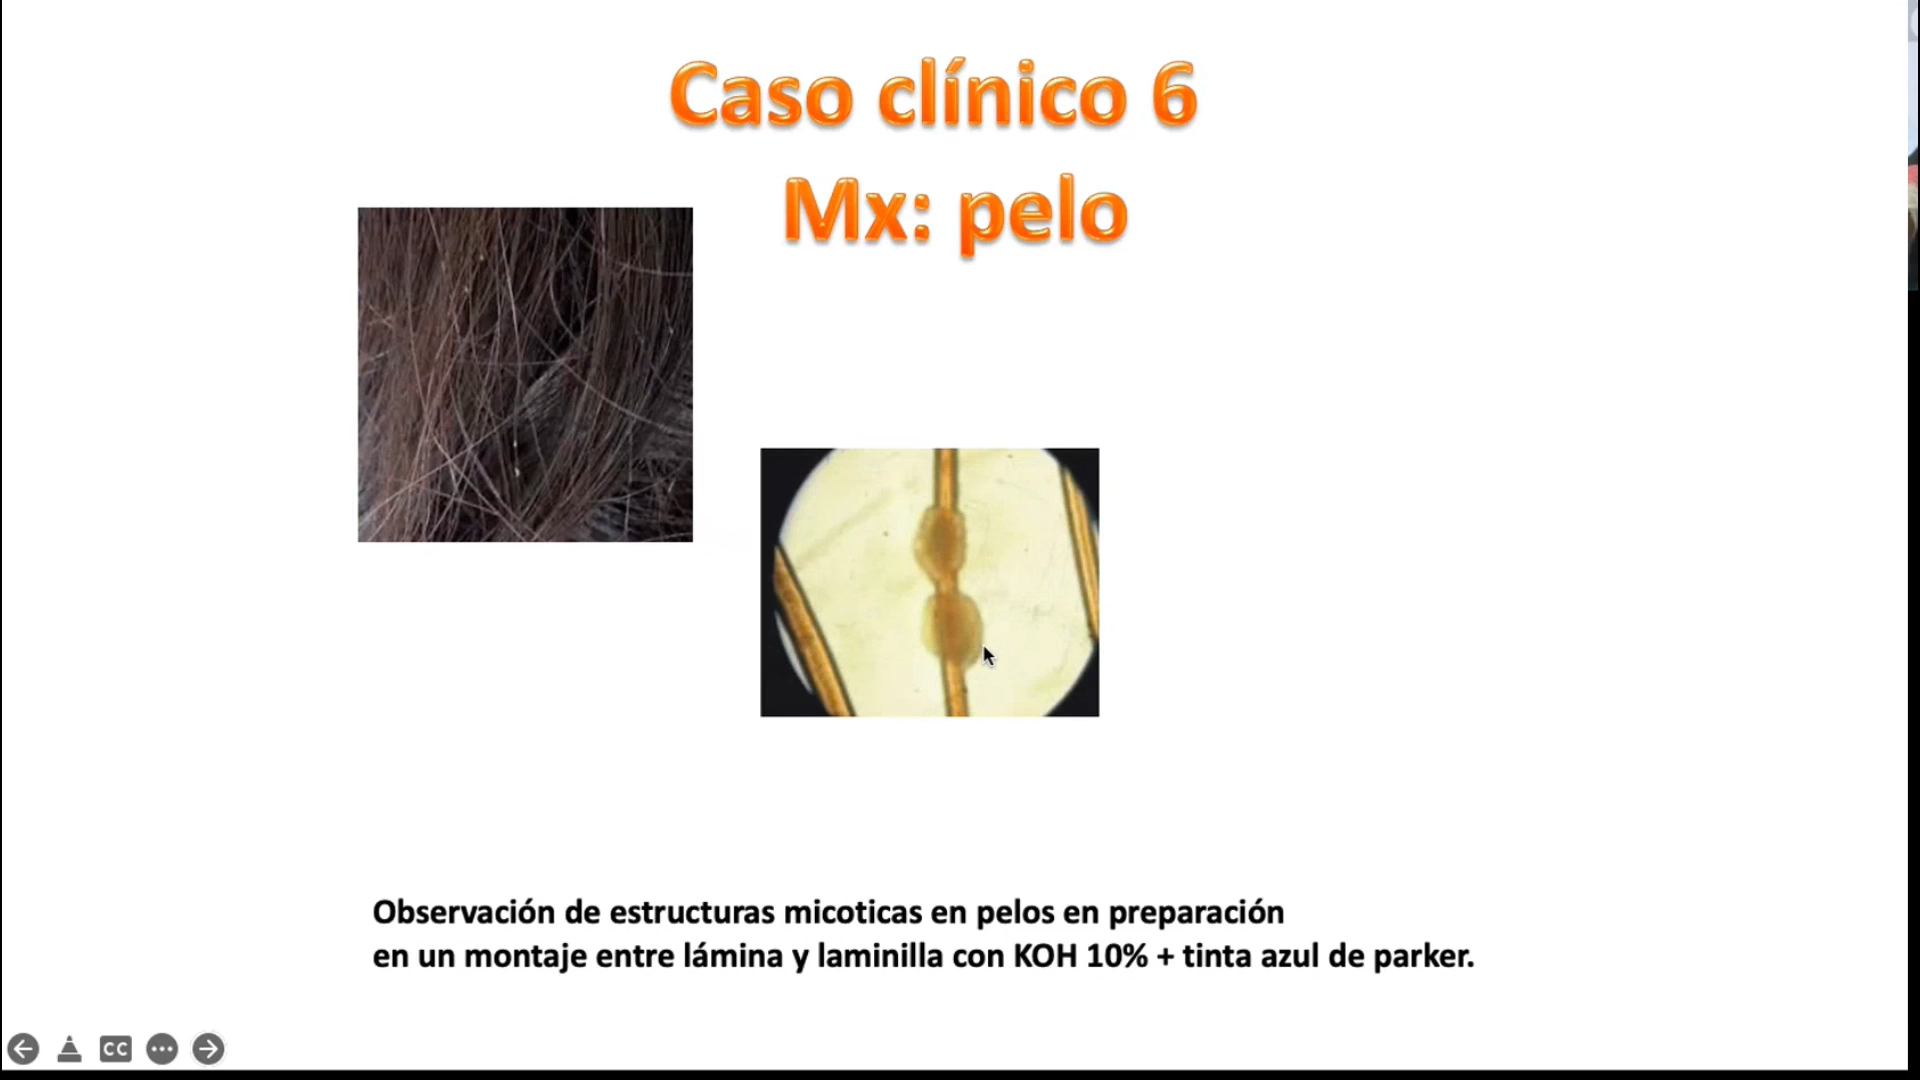 Caso clínico 6
Mx: pelo
Observación de estructuras micoticas en pelos en preparación
en un montaje entre lámina y laminilla con KOH 10% + tinta azul de parker.
CC